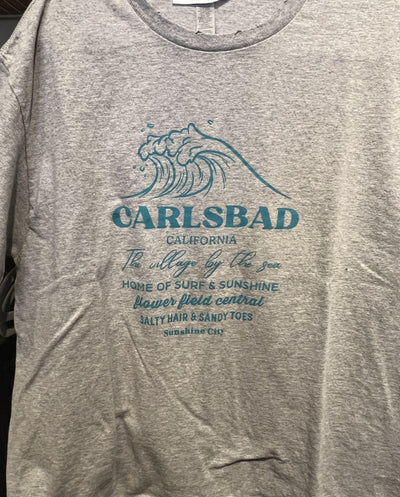 CARLSBAD
CALIFORNIA
The village by the sea
HOME OF SURF & SUNSHINE
flower field central
SALTY HAIR & SANDY TOES
Sunshine City